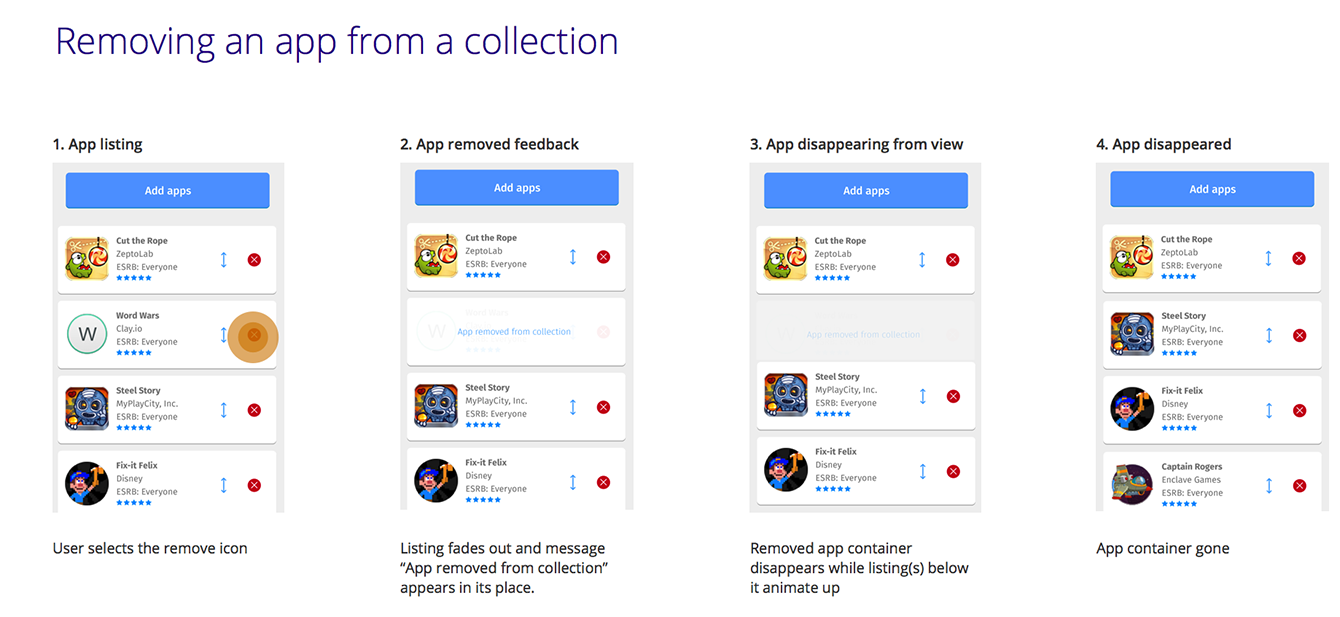 Removing an app from a collection
1. App listing
Add apps
Cut the Rope
ZeptoLab
ESRB: Everyone
Word Wars
Clay.io
ESRB: Everyone
W
Steel Story
MyPlayCity, Inc.
ESRB: Everyone
Fix-it Felix
Disney
ESRB: Everyone
User selects the remove icon
2. App removed feedback
Add apps
Cut the Rope
ZeptoLab
ESRB: Everyone
Word Wars
W
App removed from collection
Steel Story
MyPlayCity, Inc.
ESRB: Everyone
Fix-it Felix
Disney
ESRB: Everyone
Listing fades out and message
“App removed from collection”
appears in its place.
3. App disappearing from view
Add apps
Cut the Rope
ZeptoLab
ESRB: Everyone
W
App removed from collection
Steel Story
MyPlayCity, Inc.
ESRB: Everyone
Fix-it Felix
Disney
ESRB: Everyone
Removed app container
disappears while listing(s) below
it animate up
4. App disappeared
Add apps
Cut the Rope
ZeptoLab
ESRB: Everyone
Steel Story
MyPlayCity, Inc.
ESRB: Everyone
Fix-it Felix
Disney
ESRB: Everyone
Captain Rogers
Enclave Games
ESRB: Everyone
App container gone